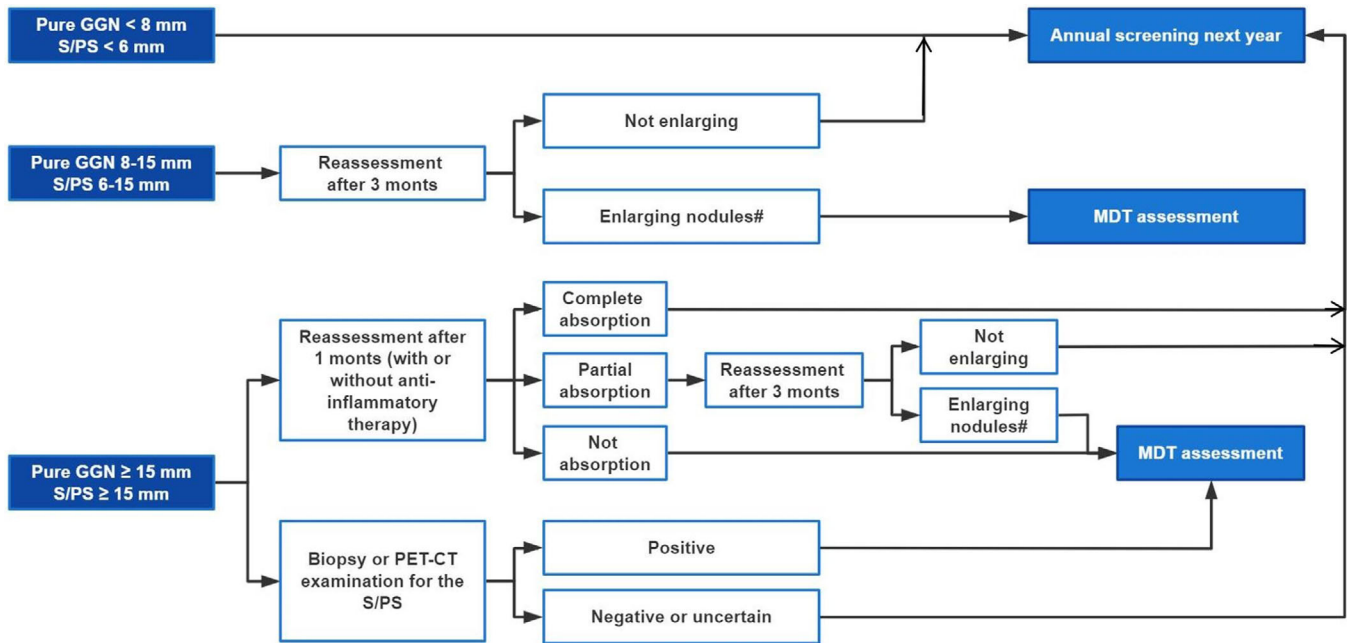 Pure GGN < 8 mm
S/PS < 6 mm
Annual screening next year
Not enlarging
Pure GGN 8-15 mm
S/PS 6-15 mm
Reassessment
after 3 monts
Enlarging nodules#
MDT assessment
Complete
absorption
Reassessment after
1 monts (with or
without anti-
inflammatory
therapy)
Partial
absorption
Reassessment
after 3 monts
Not
enlarging
Enlarging
nodules#
Not
absorption
MDT assessment
Pure GGN ≥ 15 mm
S/PS ≥ 15 mm
Biopsy or PET-CT
examination for the
S/PS
Positive
Negative or uncertain